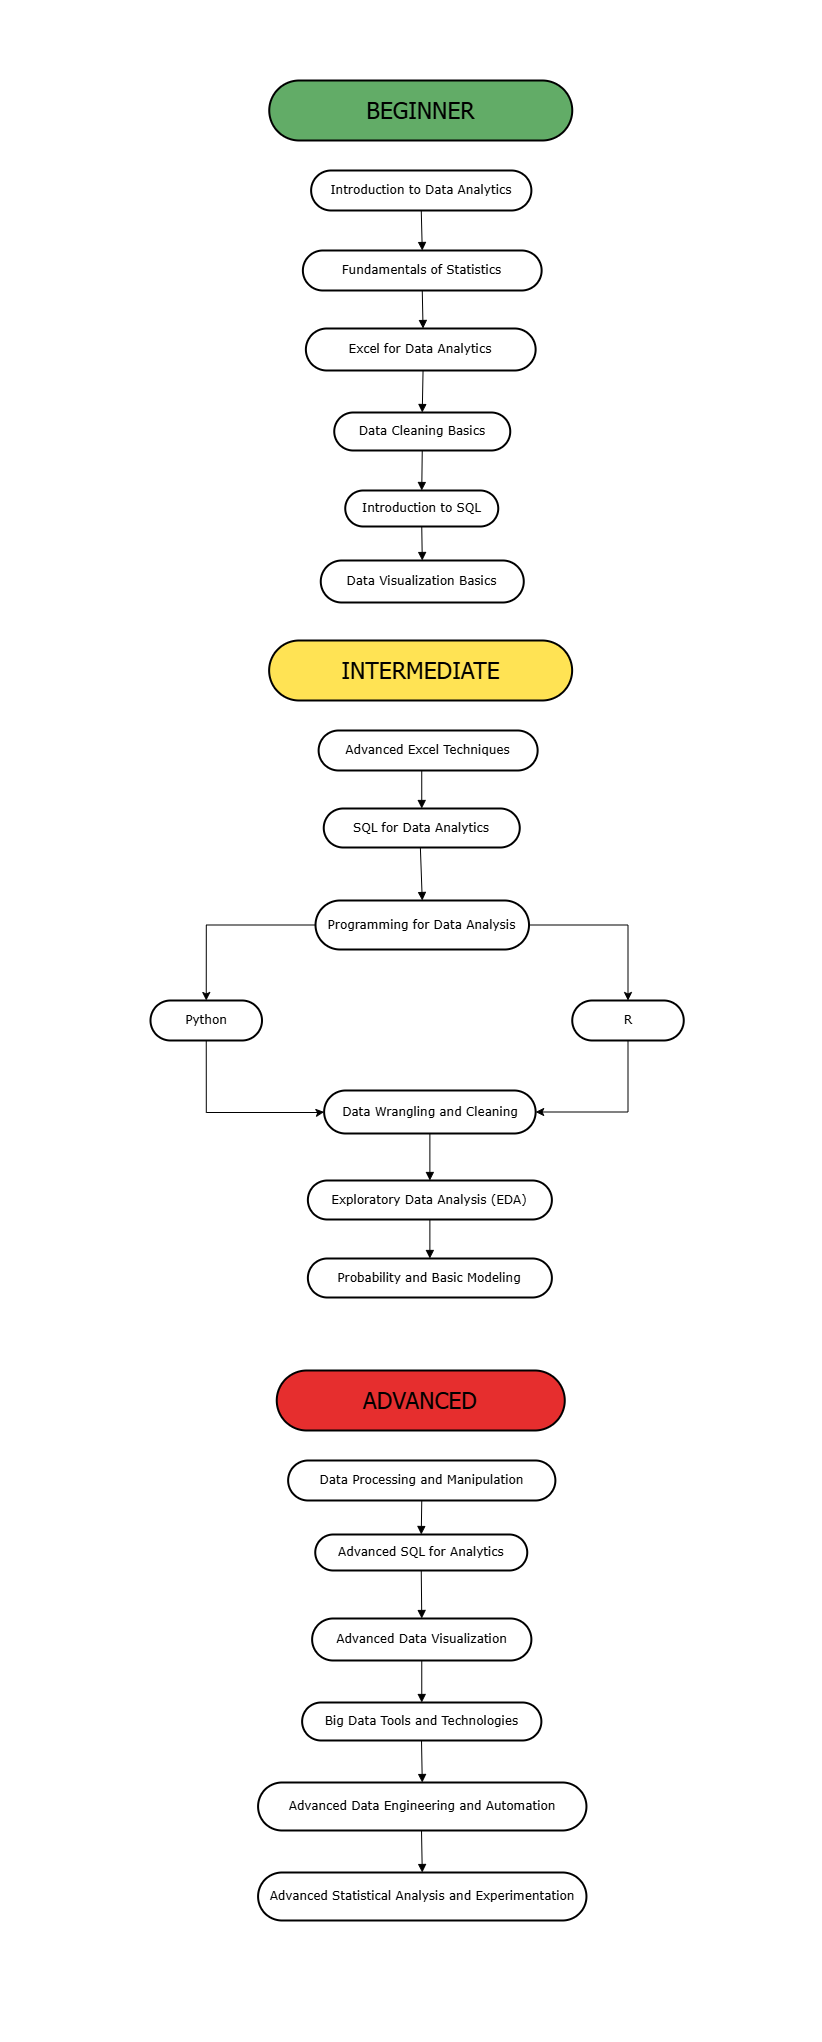 BEGINNER
Introduction to Data Analytics
Fundamentals of Statistics
Excel for Data Analytics
Data Cleaning Basics
Introduction to SQL
Data Visualization Basics
INTERMEDIATE
Advanced Excel Techniques
SQL for Data Analytics
Programming for Data Analysis
Python
R
Data Wrangling and Cleaning
Exploratory Data Analysis (EDA)
Probability and Basic Modeling
ADVANCED
Data Processing and Manipulation
Advanced SQL for Analytics
Advanced Data Visualization
Big Data Tools and Technologies
Advanced Data Engineering and Automation
Advanced Statistical Analysis and Experimentation